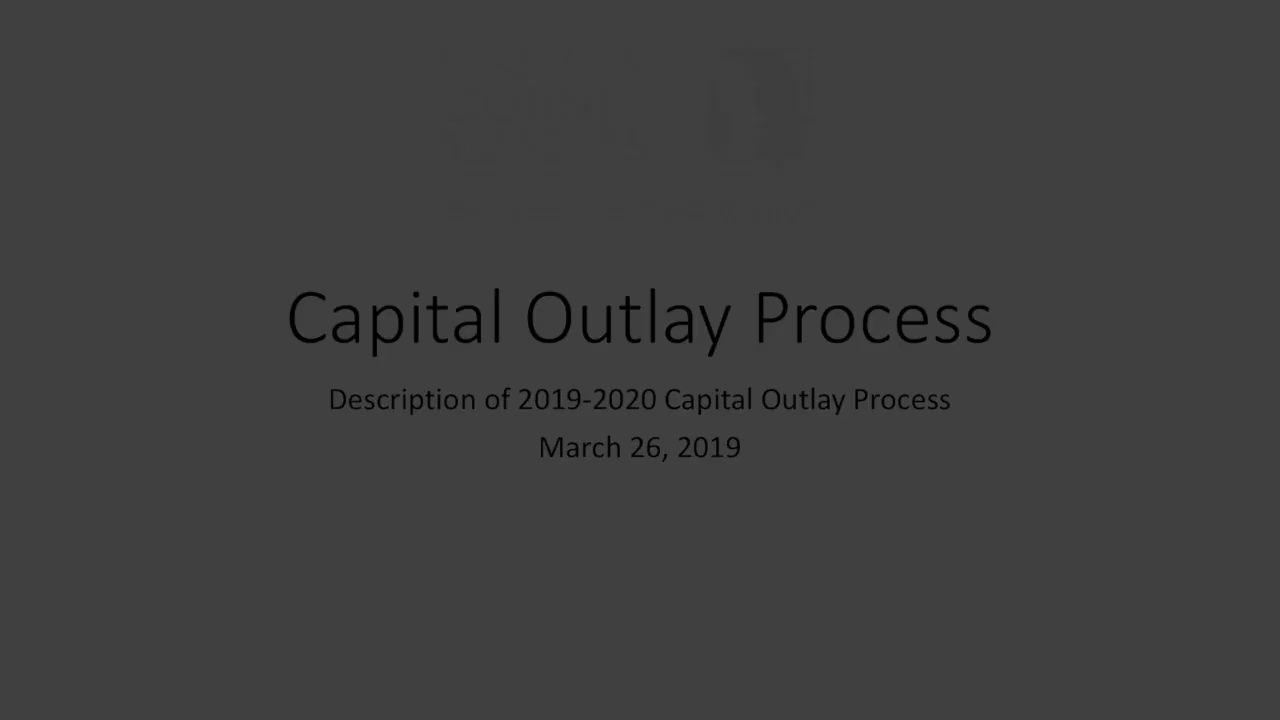 Capital Outlay Process
Description of 2019-2020 Capital Outlay Process
March 26, 2019